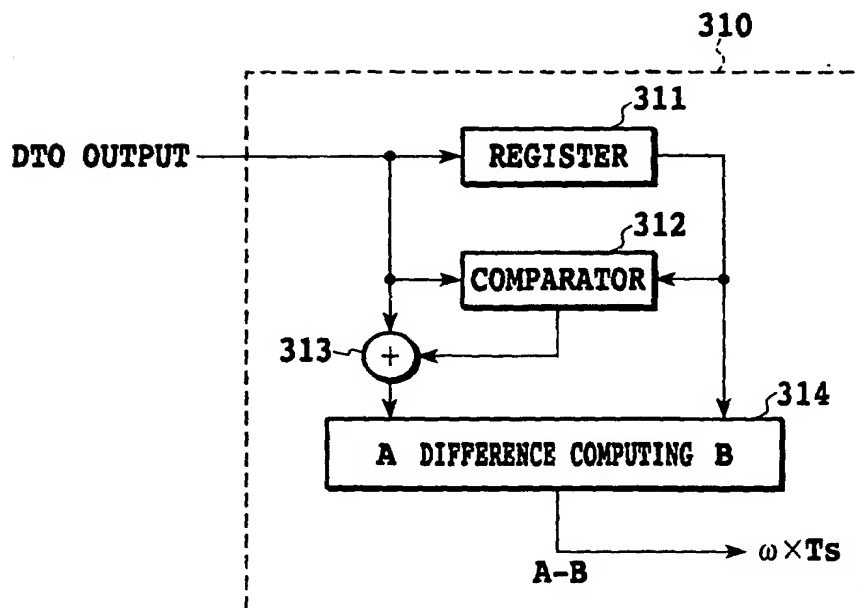 310
311
DTO OUTPUT
REGISTER
312
COMPARATOR
313
+
314
A DIFFERENCE COMPUTING B
A-B
ω×Ts